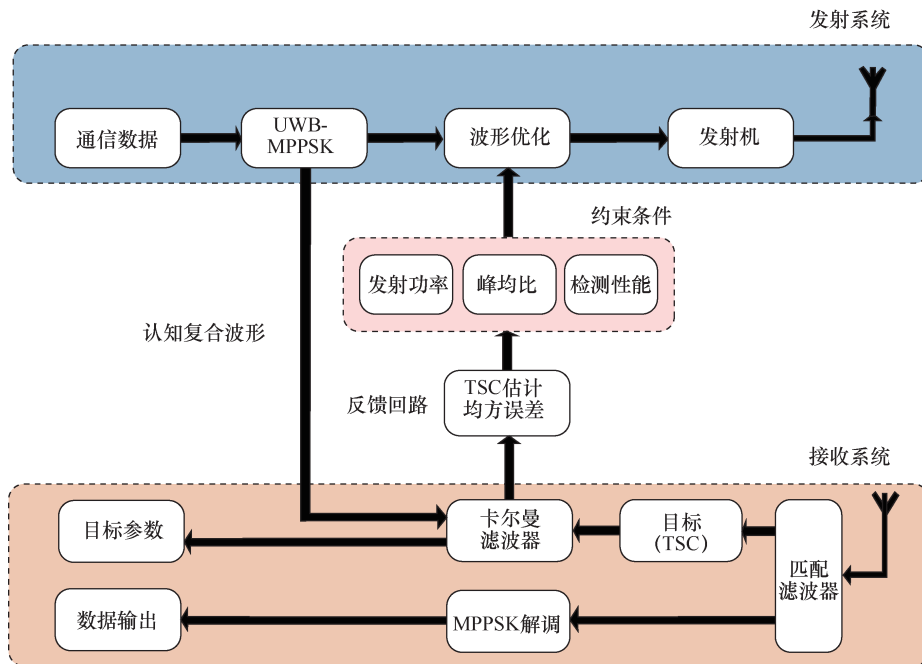 发射系统
通信数据
UWB-
MPPSK
波形优化
发射机
约束条件
发射功率
峰均比
检测性能
认知复合波形
反馈回路
TSC估计
均方误差
接收系统
目标参数
卡尔曼
滤波器
目标
(TSC)
匹配
滤波器
数据输出
MPPSK解调